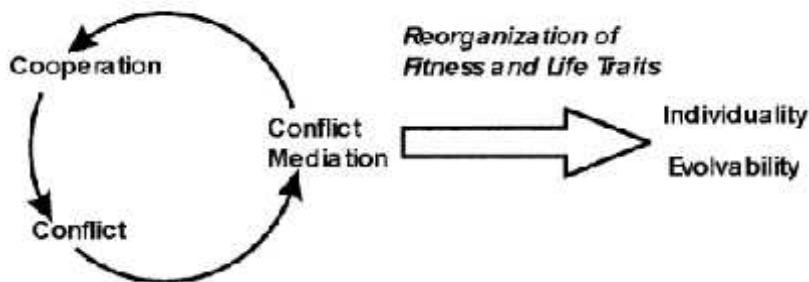 Reorganization of
Fitness and Life Traits
Cooperation
Individuality
Conflict
Mediation
Evolvability
Conflict